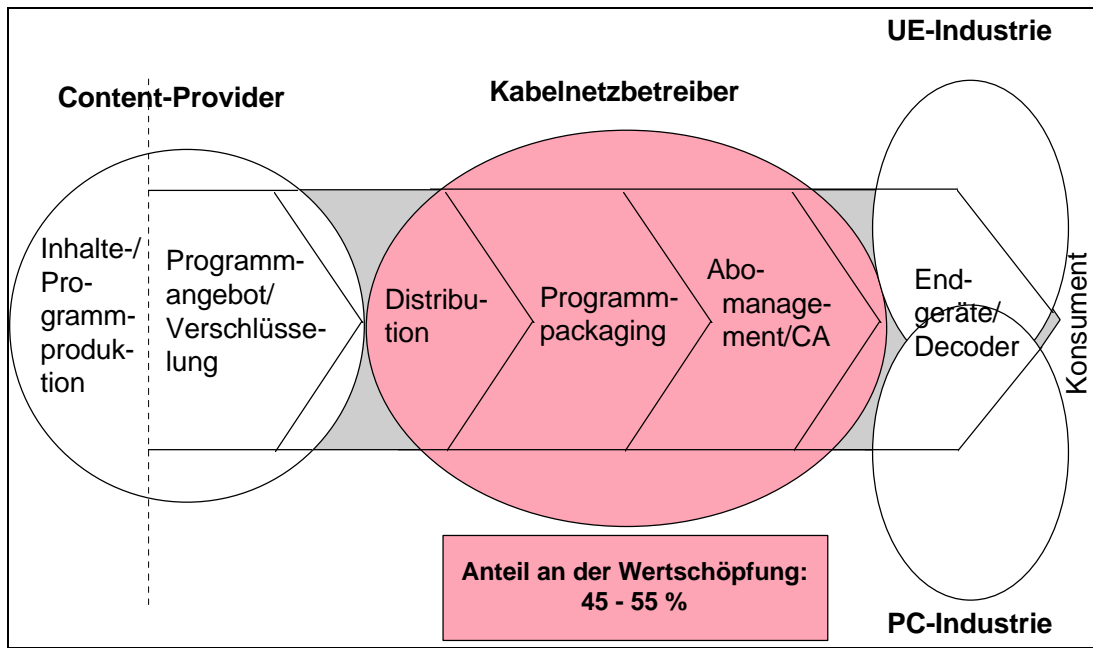 UE-Industrie
Content-Provider
Kabelnetzbetreiber
Inhalte-/
Pro-
gramm-
produk-
tion
Programm-
angebot/
Verschlüsse-
lung
Distribu-
tion
Programm-
packaging
Abo-
manage-
ment/CA
End-
geräte/
Decoder
Konsument
Anteil an der Wertschöpfung:
45 - 55 %
PC-Industrie